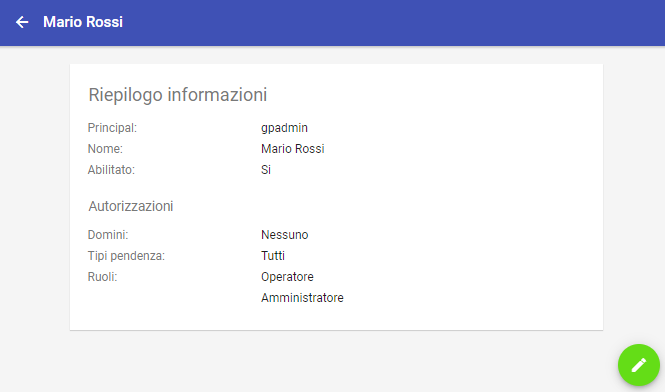 Mario Rossi
Riepilogo informazioni
Principal: gpadmin
Nome: Mario Rossi
Abilitato: Si
Autorizzazioni
Domini: Nessuno
Tipi pendenza: Tutti
Ruoli: Operatore
Amministratore